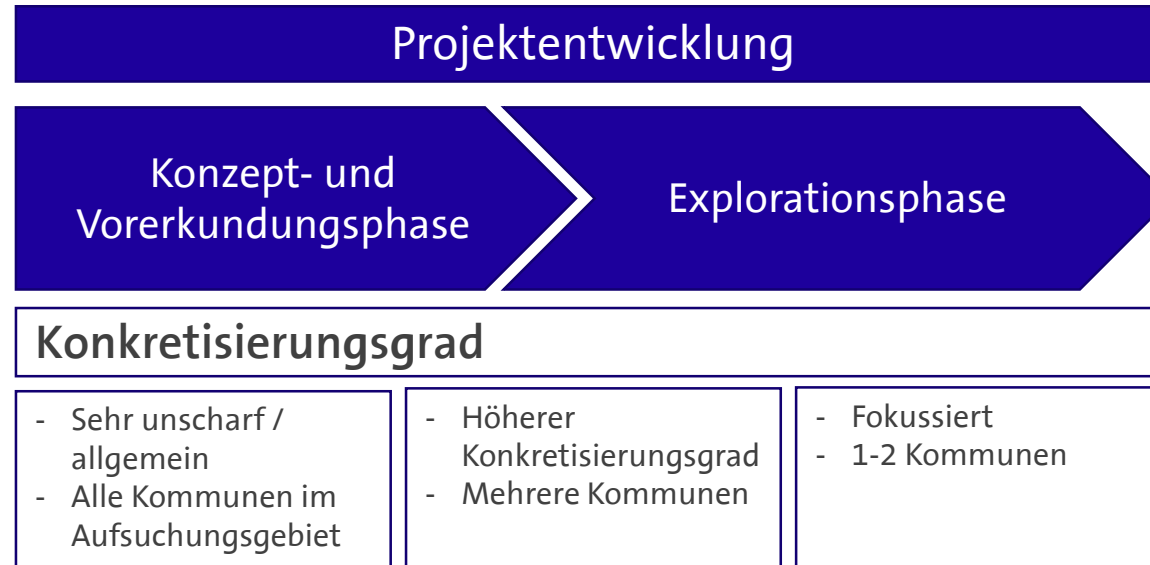 Projektentwicklung
Konzept- und
Vorerkundungsphase
Explorationsphase
Konkretisierungsgrad
- Sehr unscharf /
allgemein
- Alle Kommunen im
Aufsuchungsgebiet
- Höherer
Konkretisierungsgrad
- Mehrere Kommunen
- Fokussiert
- 1-2 Kommunen